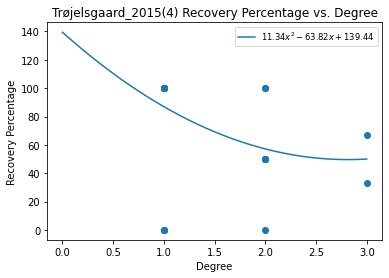 Trøjelsgaard_2015(4) Recovery Percentage vs. Degree
11.34x² − 63.82x + 139.44
140
120
100
80
60
40
20
0
Recovery Percentage
0.0 0.5 1.0 1.5 2.0 2.5 3.0
Degree